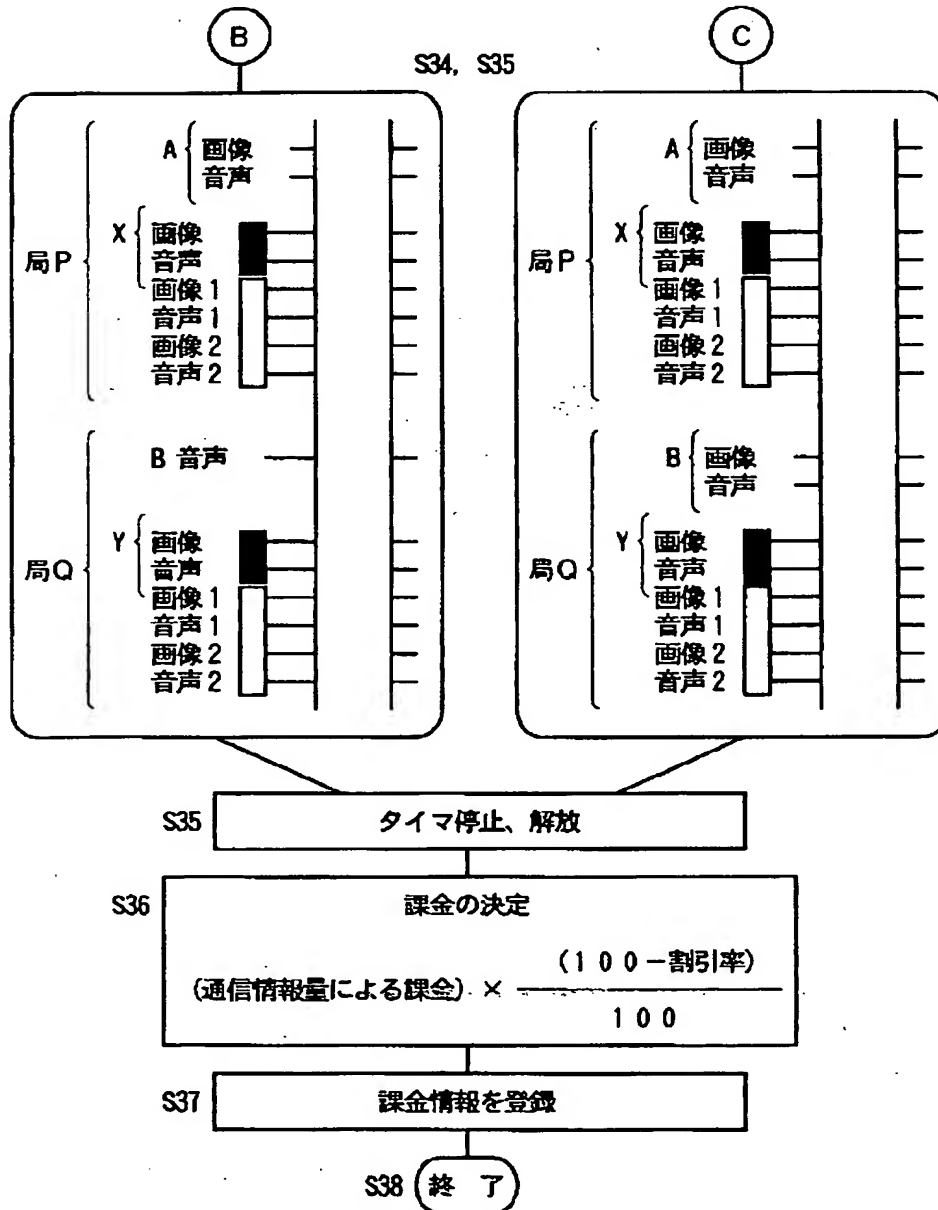 B
C
S34, S35
局P
A 画像
音声
X 画像
音声
画像1
音声1
画像2
音声2
局Q
B 音声
Y 画像
音声
画像1
音声1
画像2
音声2
局P
A 画像
音声
X 画像
音声
画像1
音声1
画像2
音声2
局Q
B 画像
音声
Y 画像
音声
画像1
音声1
画像2
音声2
S35 タイマ停止、解放
S36 課金の決定
(通信情報量による課金) × (100-割引率)
100
S37 課金情報を登録
S38 終 了